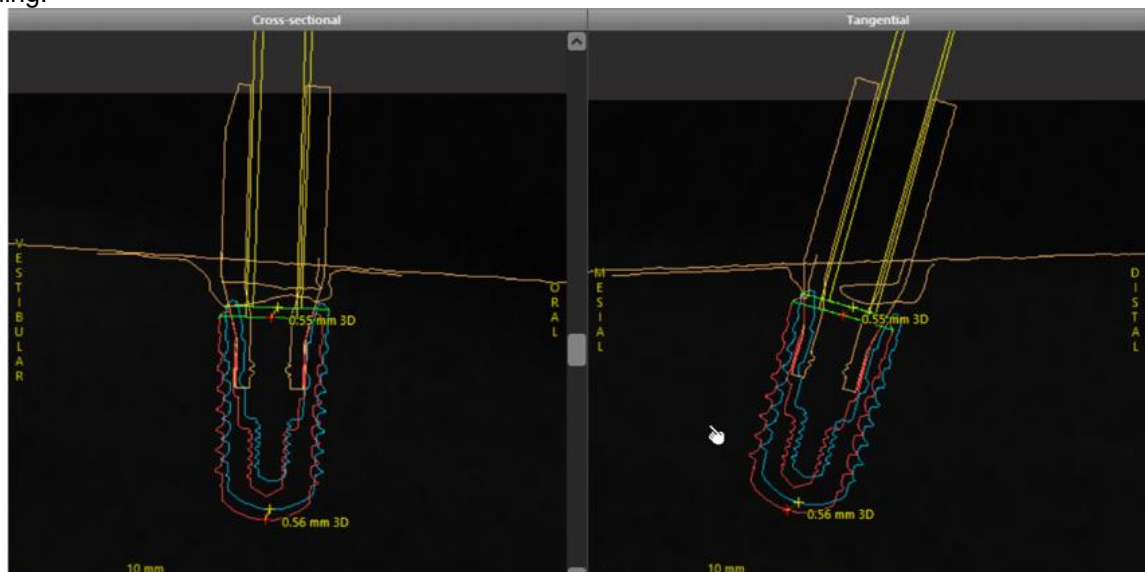 ning.
Cross-sectional
Tangential
VESTIBULAR
ORAL
MESIAL
DISTAL
0.55 mm 3D
0.55 mm 3D
0.56 mm 3D
0.56 mm 3D
10 mm
10 mm